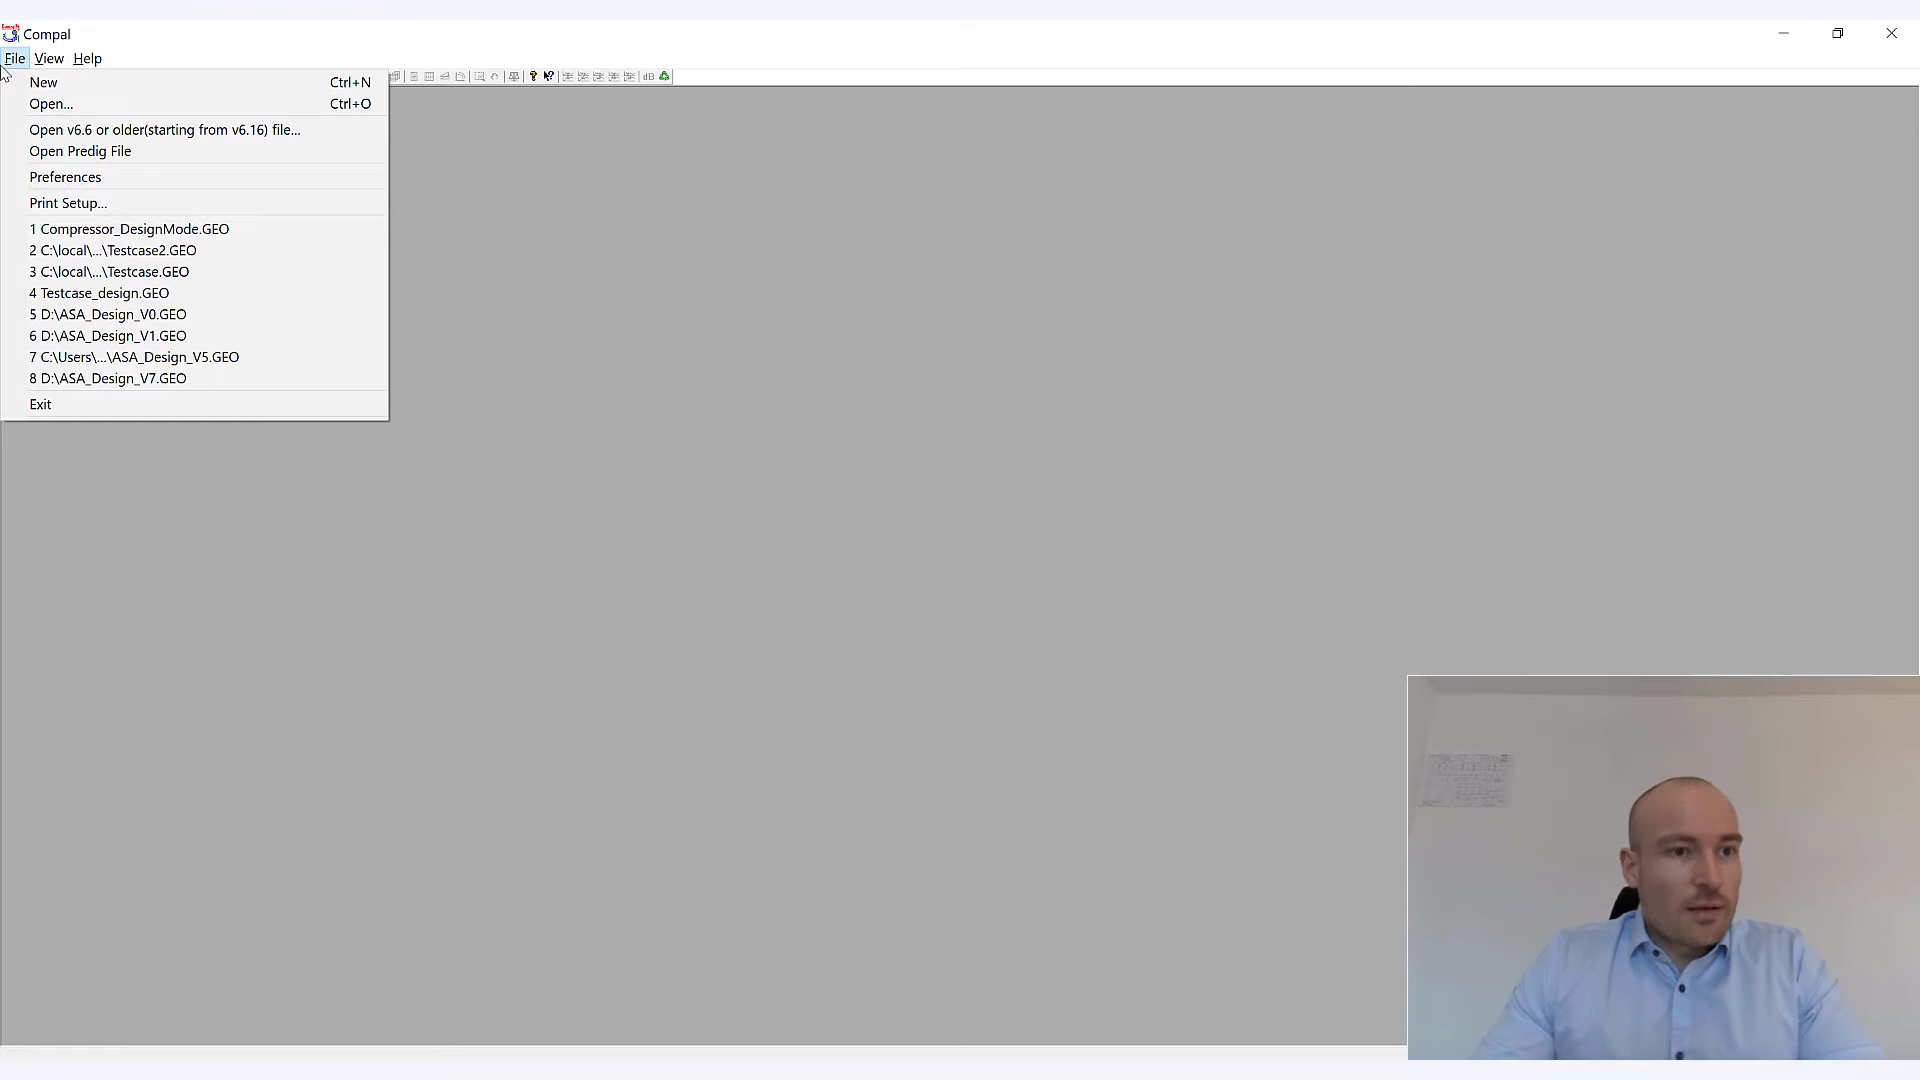 Compal
File View Help
dB
New Ctrl+N
Open... Ctrl+O
Open v6.6 or older(starting from v6.16) file...
Open Predig File
Preferences
Print Setup...
1 Compressor_DesignMode.GEO
2 C:\local\...\Testcase2.GEO
3 C:\local\...\Testcase.GEO
4 Testcase_design.GEO
5 D:\ASA_Design_V0.GEO
6 D:\ASA_Design_V1.GEO
7 C:\Users\...\ASA_Design_V5.GEO
8 D:\ASA_Design_V7.GEO
Exit